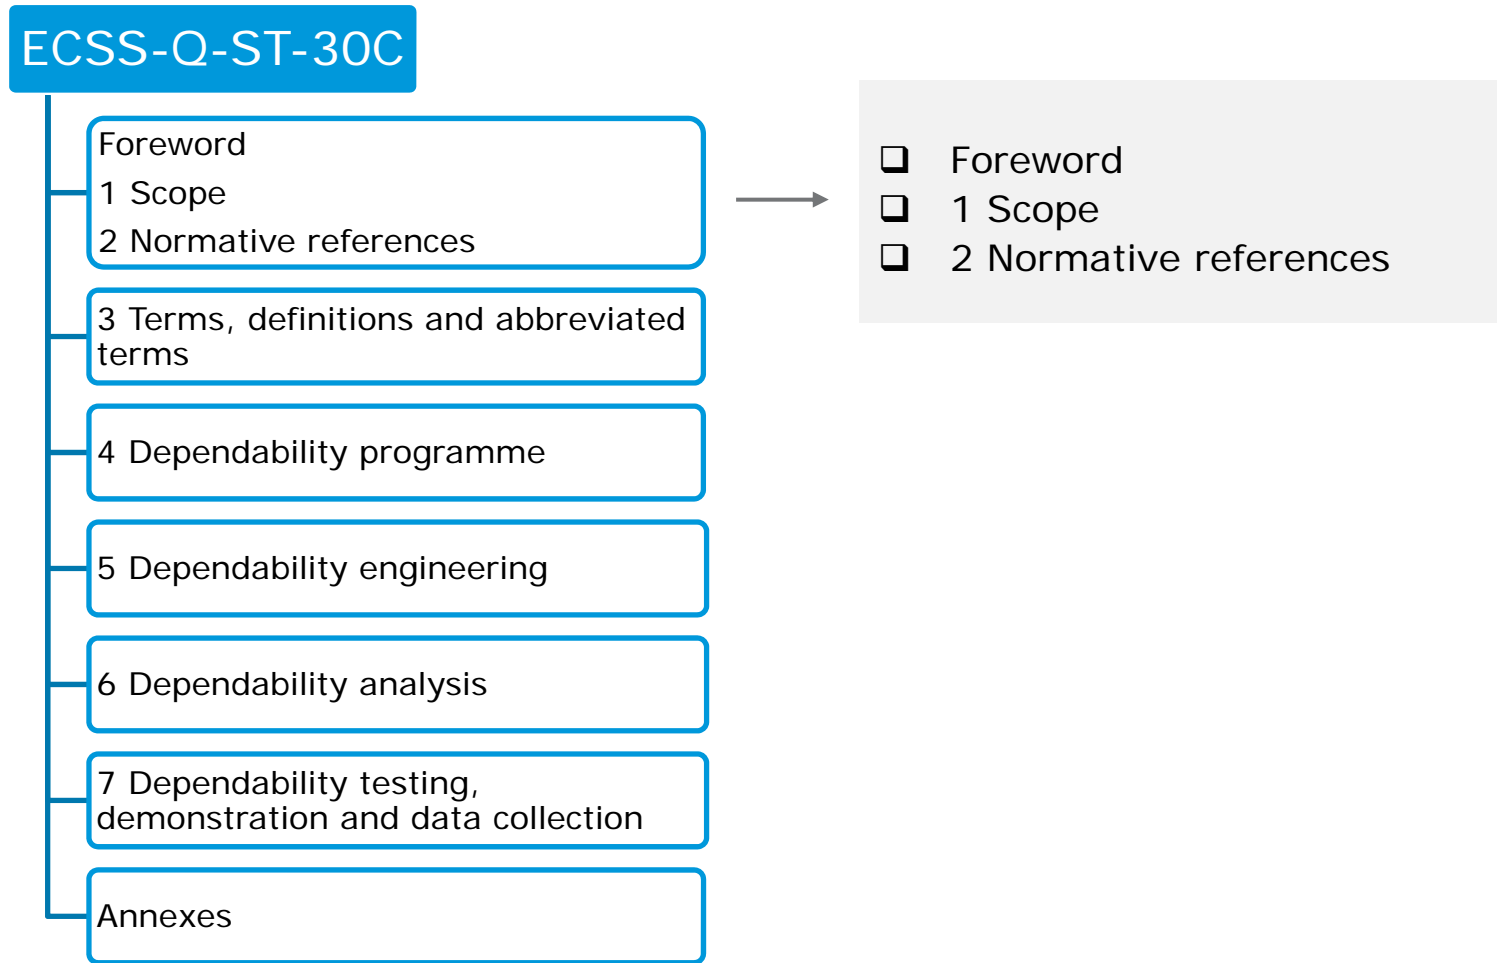 ECSS-Q-ST-30C
Foreword
1 Scope
2 Normative references
3 Terms, definitions and abbreviated
terms
4 Dependability programme
5 Dependability engineering
6 Dependability analysis
7 Dependability testing,
demonstration and data collection
Annexes
❑ Foreword
❑ 1 Scope
❑ 2 Normative references